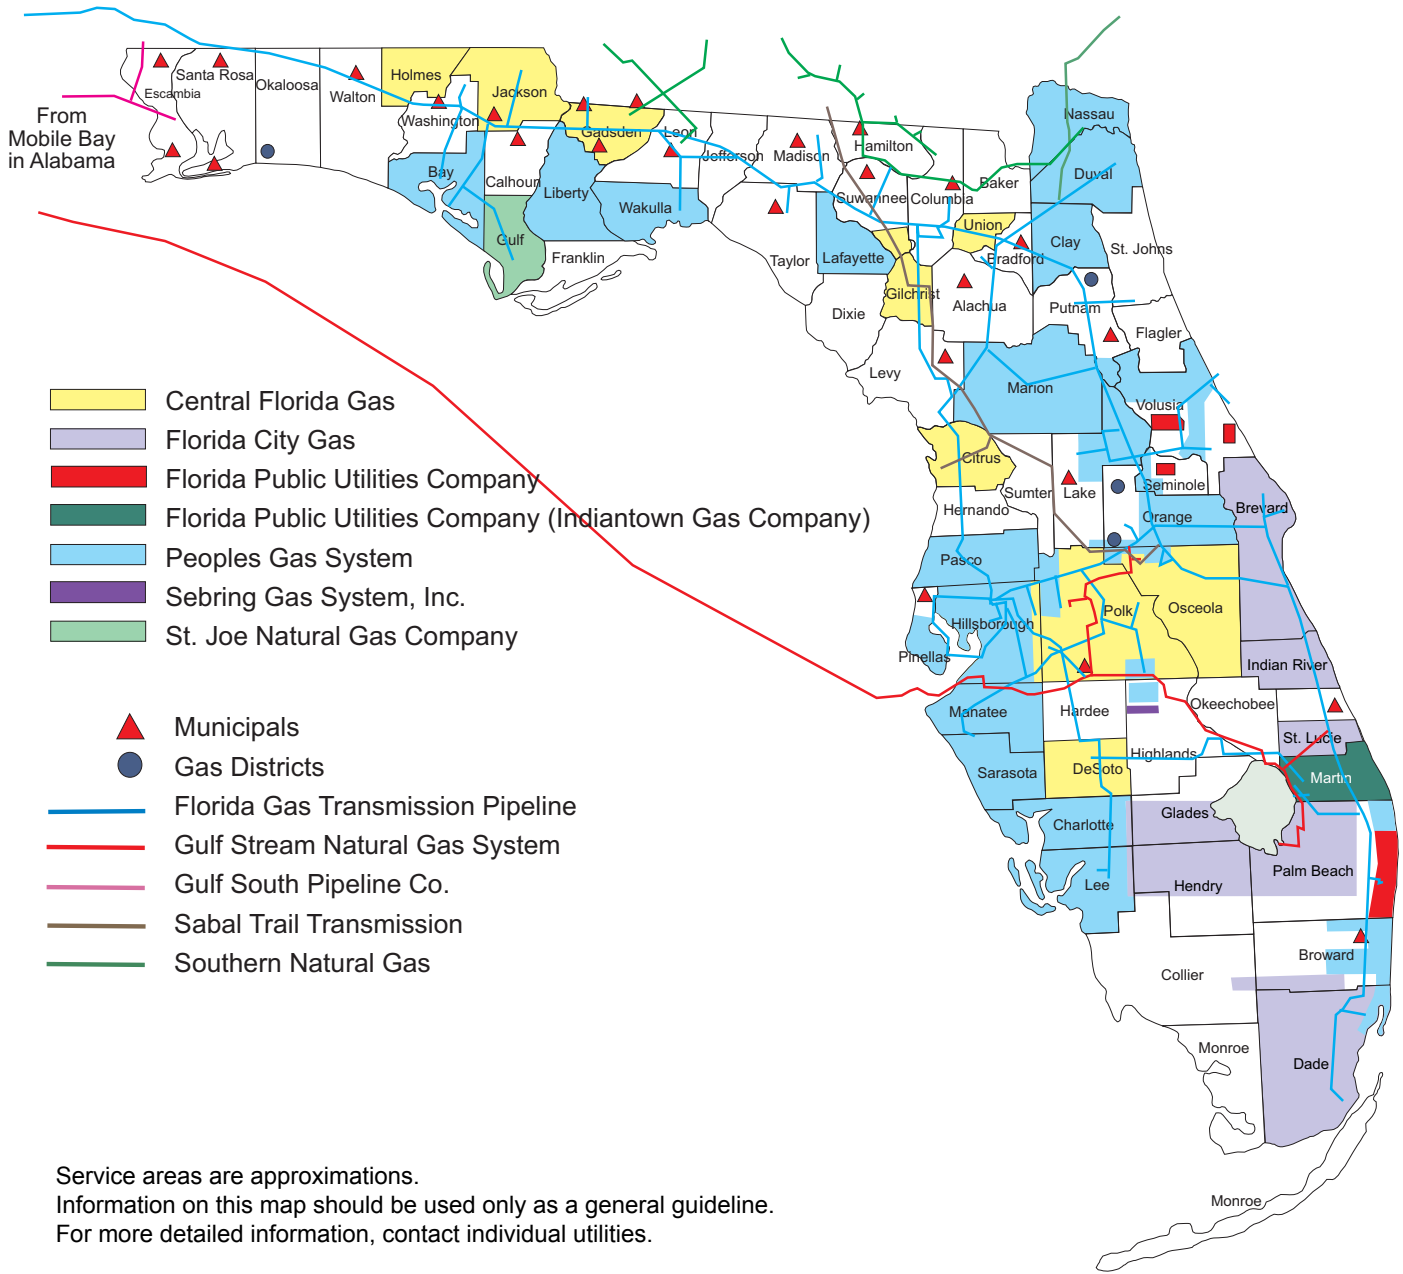 Holmes
Jackson
Santa Rosa
Okaloosa
Escambia
Walton
Washington
Gadsden
Leon
Jefferson
Madison
Hamilton
Nassau
From
Mobile Bay
in Alabama
Bay
Calhoun
Liberty
Wakulla
Suwannee
Columbia
Baker
Duval
Gulf
Franklin
Taylor
Lafayette
Union
Bradford
Clay
St. Johns
Gilchrist
Alachua
Putnam
Dixie
Flagler
Levy
Marion
Volusia
Central Florida Gas
Florida City Gas
Florida Public Utilities Company
Florida Public Utilities Company (Indiantown Gas Company)
Peoples Gas System
Sebring Gas System, Inc.
St. Joe Natural Gas Company
Citrus
Sumter
Lake
Seminole
Hernando
Orange
Brevard
Pasco
Polk
Osceola
Hillsborough
Pinellas
Indian River
Manatee
Hardee
Okeechobee
St. Lucie
Highlands
Sarasota
DeSoto
Martin
Charlotte
Glades
Lee
Hendry
Palm Beach
Broward
Collier
Monroe
Dade
Monroe
Municipals
Gas Districts
Florida Gas Transmission Pipeline
Gulf Stream Natural Gas System
Gulf South Pipeline Co.
Sabal Trail Transmission
Southern Natural Gas
Service areas are approximations.
Information on this map should be used only as a general guideline.
For more detailed information, contact individual utilities.